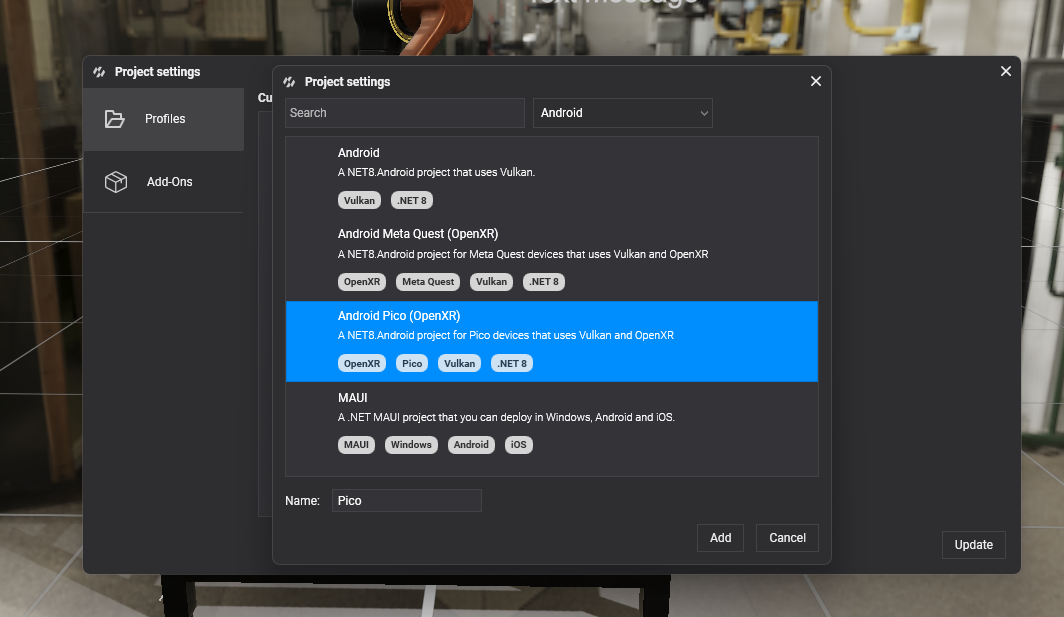 Text message
Project settings
Profiles
Add-Ons
Cu
Project settings
Search
Android
Android
A NET8.Android project that uses Vulkan.
Vulkan .NET 8
Android Meta Quest (OpenXR)
A NET8.Android project for Meta Quest devices that uses Vulkan and OpenXR
OpenXR Meta Quest Vulkan .NET 8
Android Pico (OpenXR)
A NET8.Android project for Pico devices that uses Vulkan and OpenXR
OpenXR Pico Vulkan .NET 8
MAUI
A .NET MAUI project that you can deploy in Windows, Android and iOS.
MAUI Windows Android iOS
Name: Pico
Add Cancel
Update